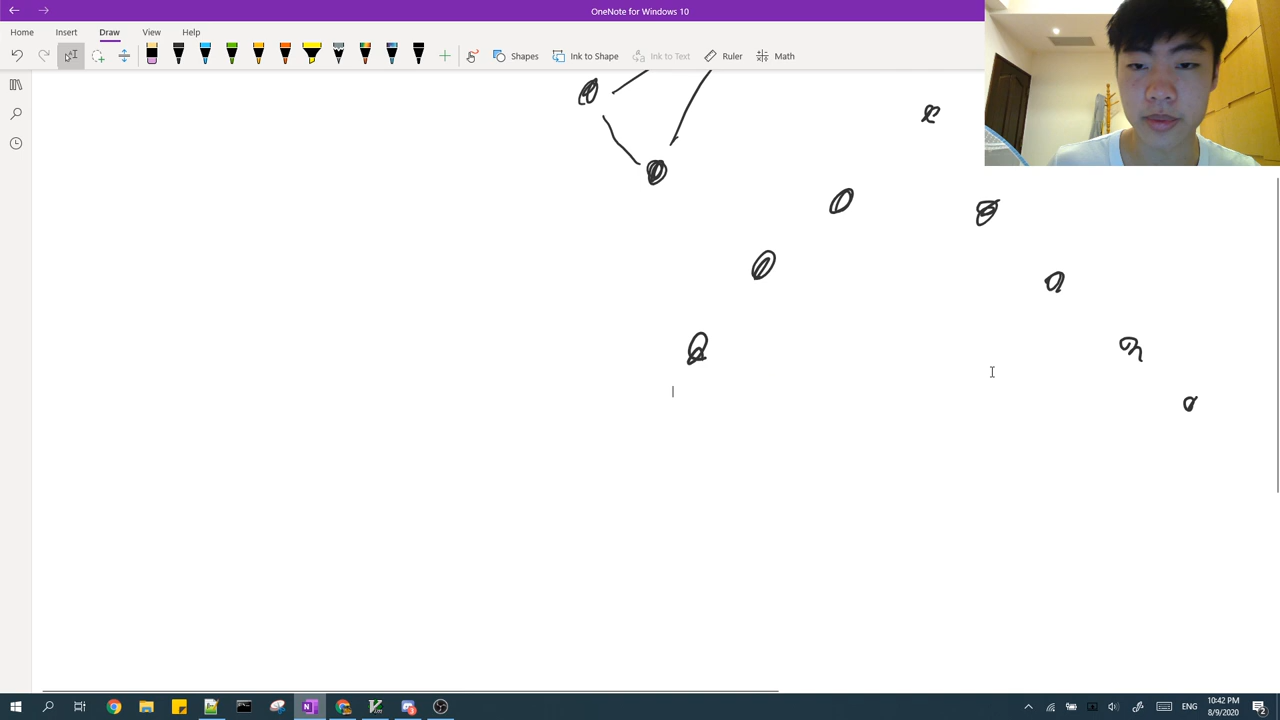 OneNote for Windows 10
Home Insert Draw View Help
Shapes Ink to Shape Ink to Text Ruler Math
10:42 PM
8/9/2020